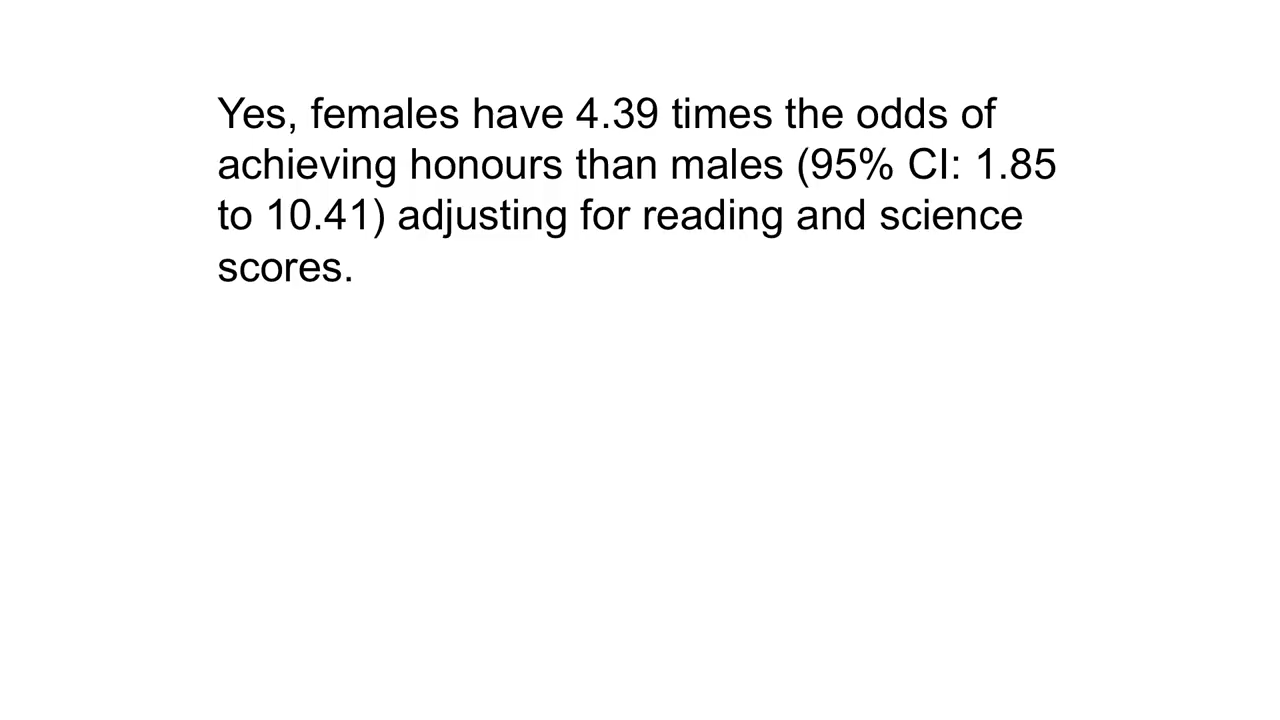 Yes, females have 4.39 times the odds of
achieving honours than males (95% CI: 1.85
to 10.41) adjusting for reading and science
scores.